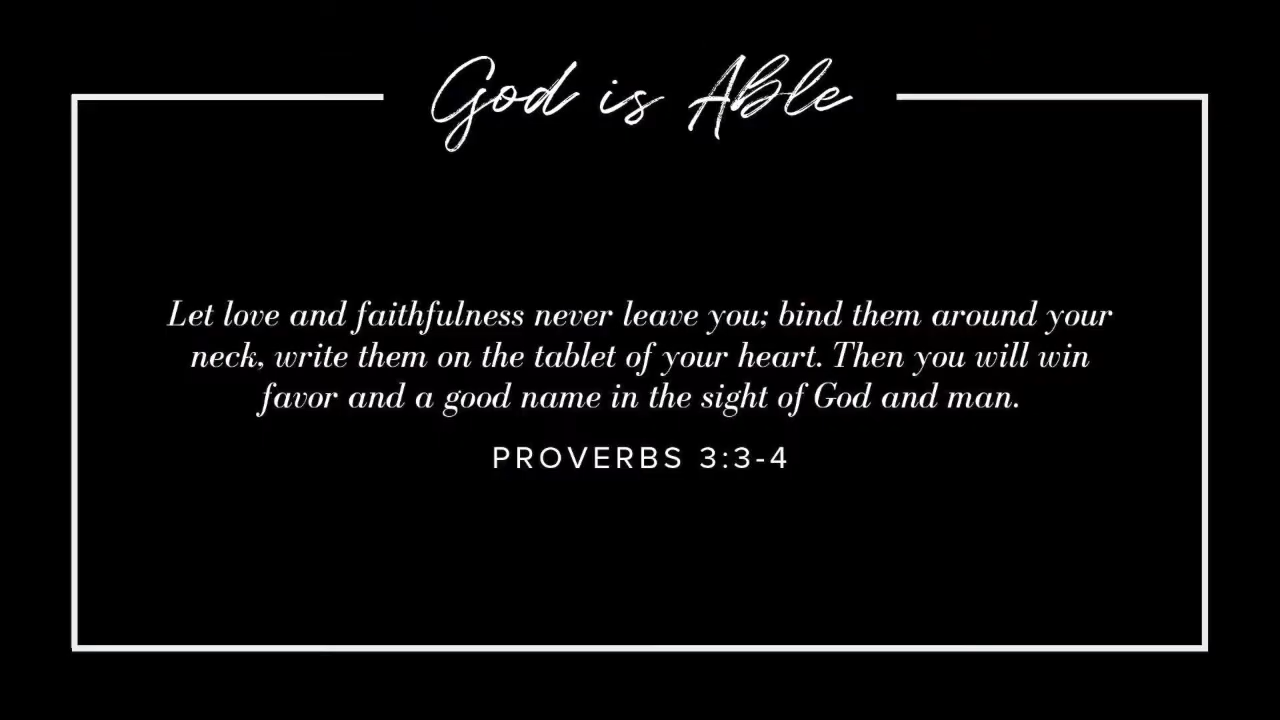 God is Able
Let love and faithfulness never leave you; bind them around your
neck, write them on the tablet of your heart. Then you will win
favor and a good name in the sight of God and man.
PROVERBS 3:3-4